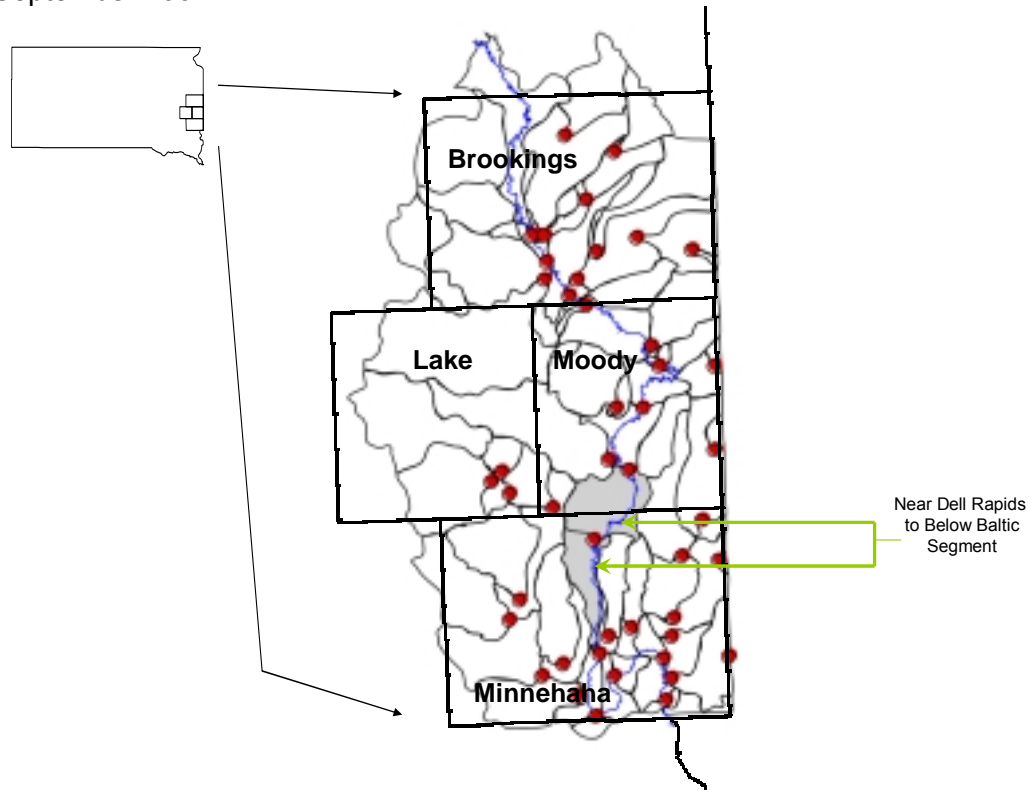 Brookings
Lake
Moody
Near Dell Rapids
to Below Baltic
Segment
Minnehaha